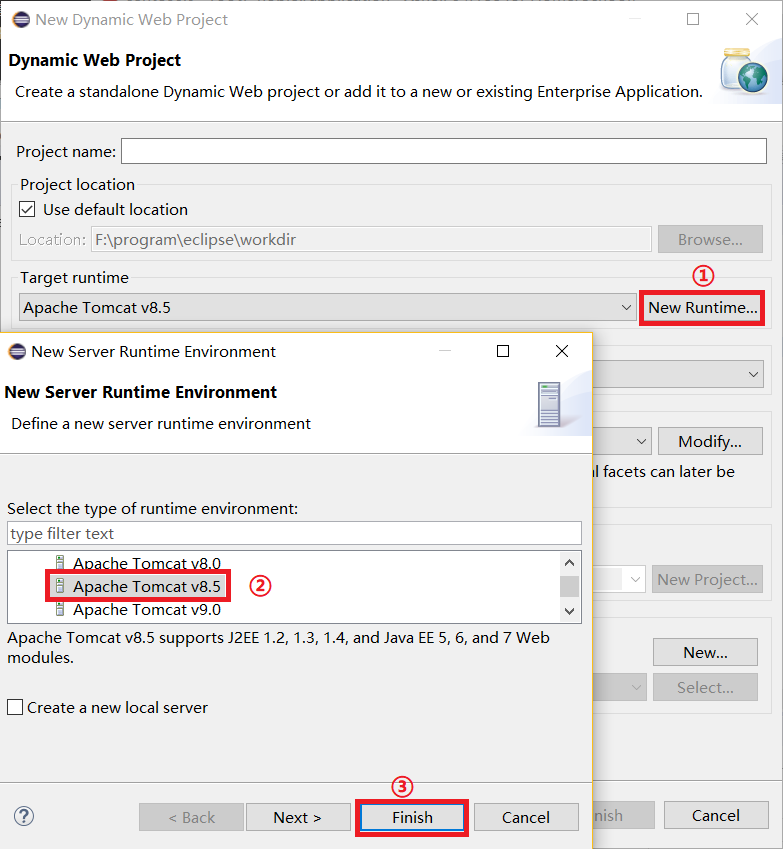 New Dynamic Web Project
Dynamic Web Project
Create a standalone Dynamic Web project or add it to a new or existing Enterprise Application.
Project name:
Project location
Use default location
Location: F:\program\eclipse\workdir Browse...
Target runtime
①
Apache Tomcat v8.5 New Runtime...
New Server Runtime Environment
New Server Runtime Environment
Define a new server runtime environment
Modify...
facets can later be
Select the type of runtime environment:
type filter text
Apache Tomcat v8.0
Apache Tomcat v8.5 ②
Apache Tomcat v9.0
New Project...
Apache Tomcat v8.5 supports J2EE 1.2, 1.3, 1.4, and Java EE 5, 6, and 7 Web
modules.
New...
Select...
Create a new local server
③
< Back Next > Finish Cancel
Cancel